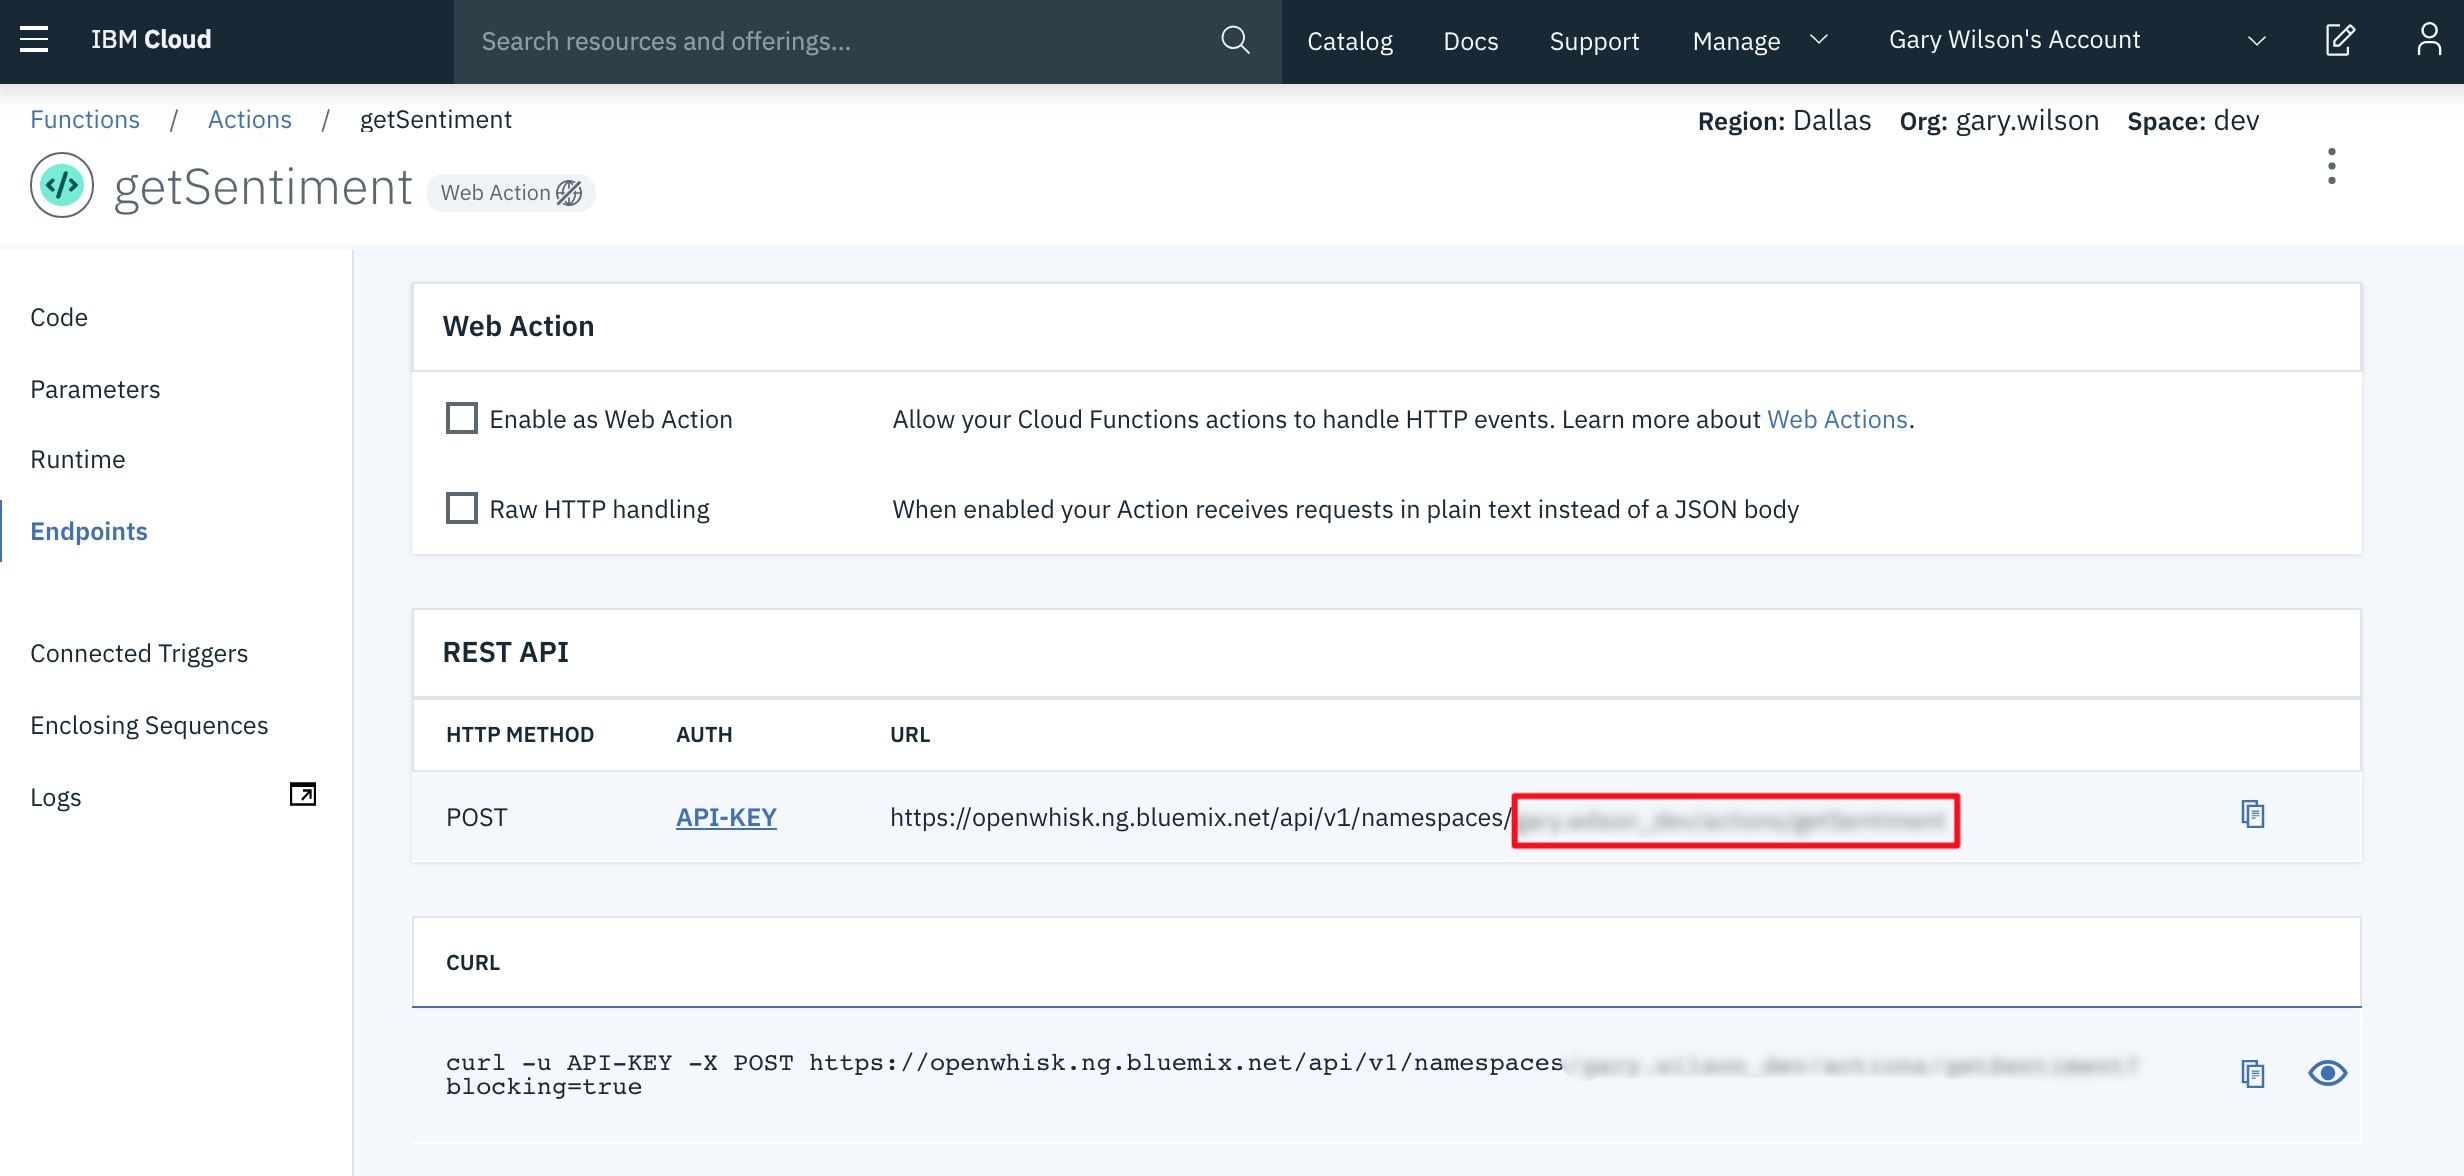 IBM Cloud
Search resources and offerings...
Catalog
Docs
Support
Manage
Gary Wilson's Account
Functions / Actions / getSentiment
Region: Dallas Org: gary.wilson Space: dev
getSentiment
Web Action
Code
Parameters
Runtime
Endpoints
Connected Triggers
Enclosing Sequences
Logs
Web Action
Enable as Web Action
Allow your Cloud Functions actions to handle HTTP events. Learn more about Web Actions.
Raw HTTP handling
When enabled your Action receives requests in plain text instead of a JSON body
REST API
HTTP METHOD
AUTH
URL
POST
API-KEY
https://openwhisk.ng.bluemix.net/api/v1/namespaces/
CURL
curl -u API-KEY -X POST https://openwhisk.ng.bluemix.net/api/v1/namespaces
blocking=true